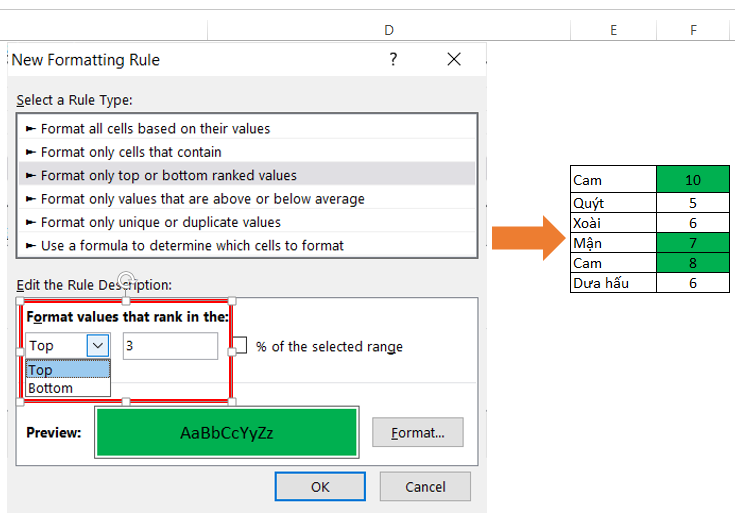 D E F
New Formatting Rule ? ×
Select a Rule Type:
► Format all cells based on their values
► Format only cells that contain
► Format only top or bottom ranked values
► Format only values that are above or below average
► Format only unique or duplicate values
► Use a formula to determine which cells to format
Edit the Rule Description:
Format values that rank in the:
Top 3 % of the selected range
Top
Bottom
Preview: AaBbCcYyZz Format...
OK Cancel
Cam 10
Quýt 5
Xoài 6
Mận 7
Cam 8
Dưa hấu 6